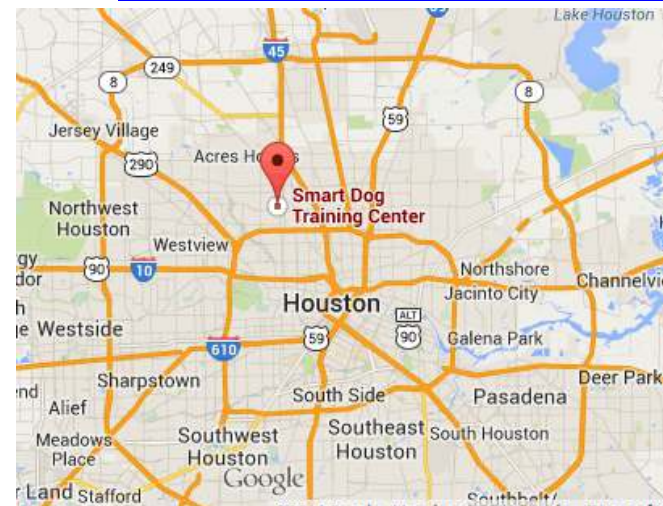 Lake Houston
45
249
8
8
59
Jersey Village
290
Acres
Smart Dog
Training Center
Northwest
Houston
Westview
90
10
Northshore
Jacinto City
Channelvi
Houston
ALT
90
59
Westside
610
Galena Park
Sharpstown
Deer Park
South Side
Pasadena
Alief
Meadows
Place
Southwest
Houston
Southeast
Houston
South Houston
Google
r Land
Stafford